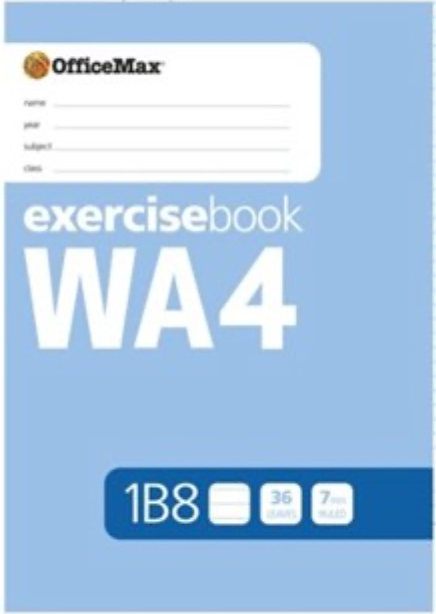 OfficeMax
name
year
subject
class
exercisebook
WA4
1B8 36 LEAVES 7mm RULED